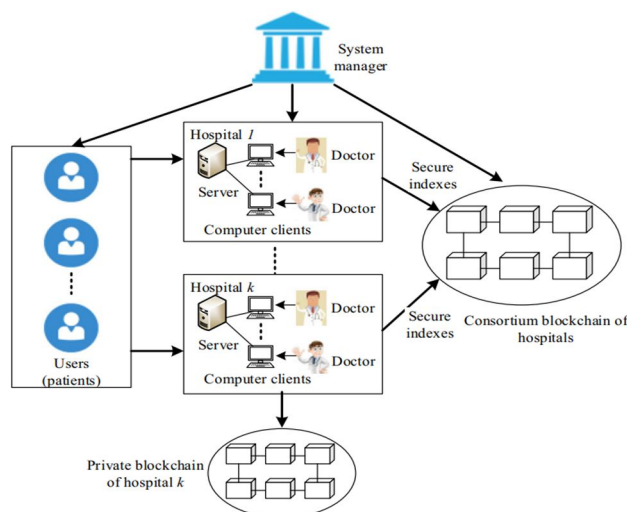 System
manager
Hospital 1
Doctor
Server
Doctor
Computer clients
Secure
indexes
Hospital k
Doctor
Server
Doctor
Computer clients
Secure
indexes
Consortium blockchain of
hospitals
Users
(patients)
Private blockchain
of hospital k